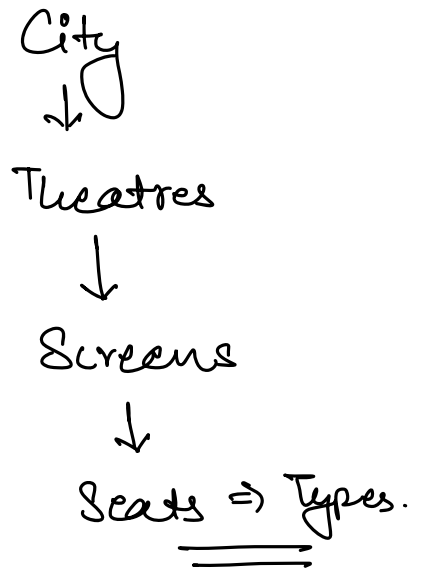 City
↓
Theatres
↓
Screens
↓
Seats => Types.